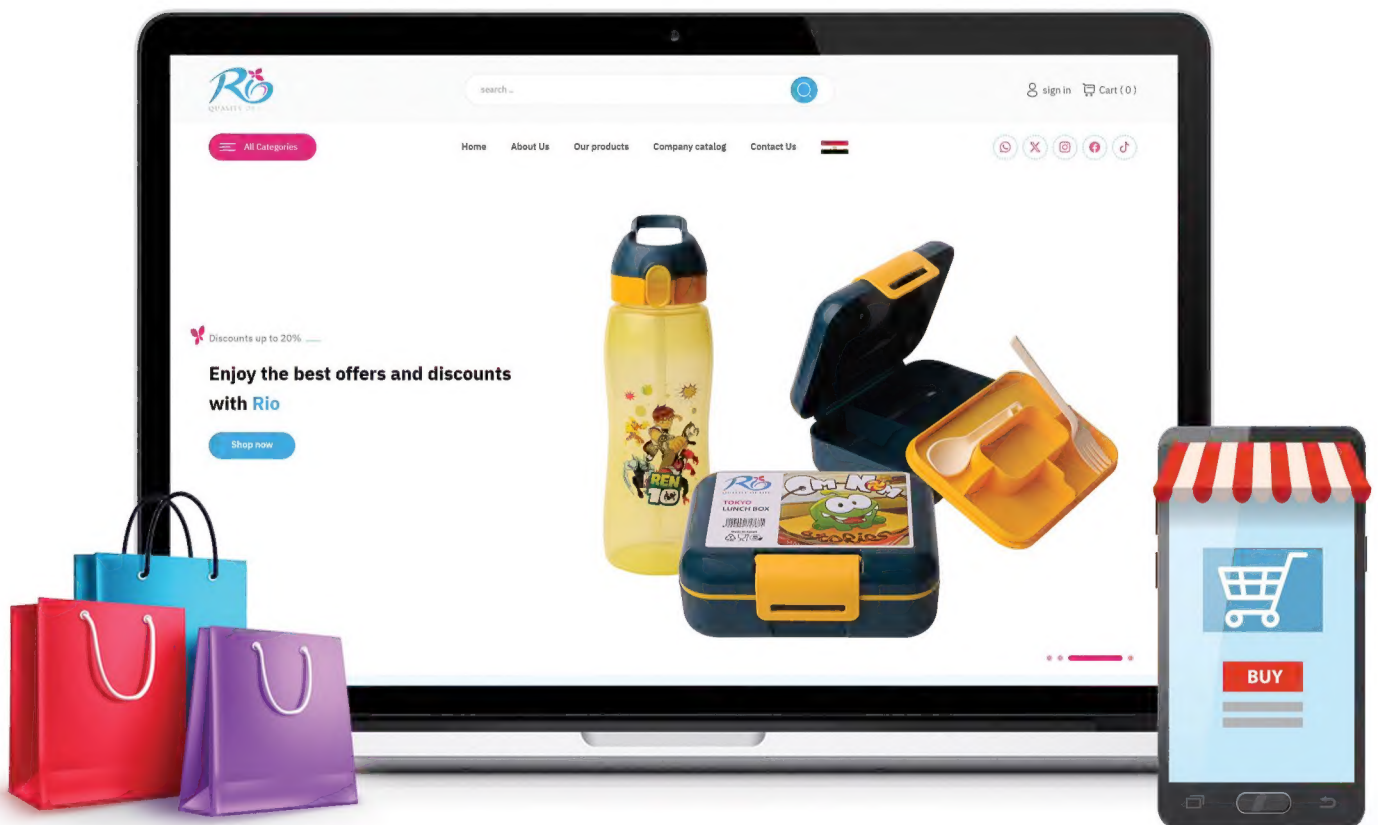 Rio
search ..
sign in
Cart ( 0 )
All Categories
Home
About Us
Our products
Company catalog
Contact Us
Discounts up to 20%
Enjoy the best offers and discounts
with Rio
Shop now
REN
10
Rio
TOKYO
LUNCH BOX
OM-NOM
STORIES
BUY